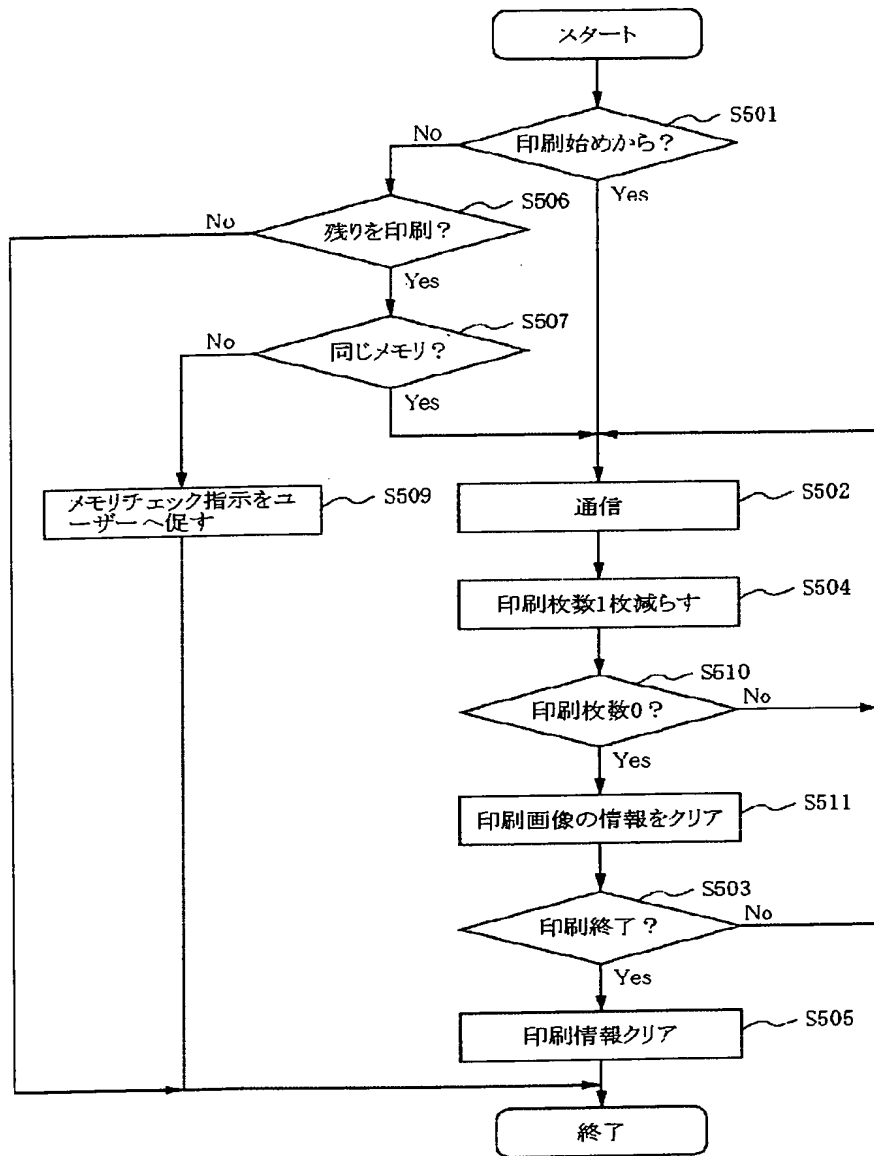 スタート
S501
印刷始めから？
No
Yes
S506
残りを印刷？
No
Yes
S507
同じメモリ？
No
Yes
メモリチェック指示をユ
ーザーへ促す
S509
通信
S502
印刷枚数1枚減らす
S504
S510
印刷枚数0？
No
Yes
印刷画像の情報をクリア
S511
S503
印刷終了？
No
Yes
印刷情報クリア
S505
終了